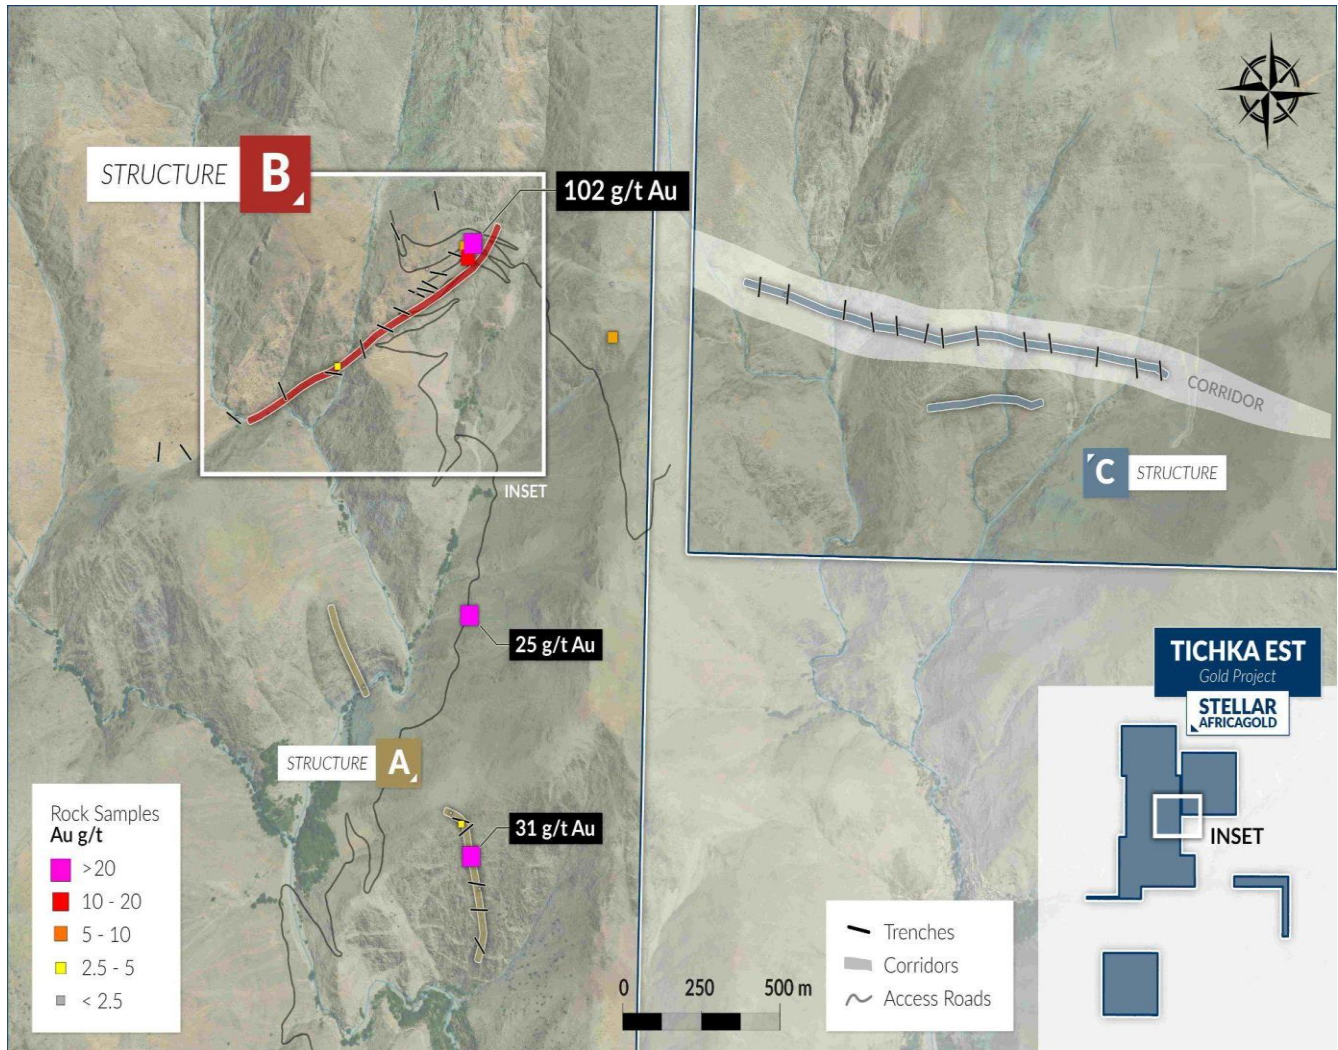 STRUCTURE B
102 g/t Au
INSET
CORRIDOR
C STRUCTURE
25 g/t Au
STRUCTURE A
31 g/t Au
TICHKA EST
Gold Project
STELLAR
AFRICAGOLD
INSET
Rock Samples
Au g/t
>20
10 - 20
5 - 10
2.5 - 5
< 2.5
0 250 500 m
Trenches
Corridors
Access Roads